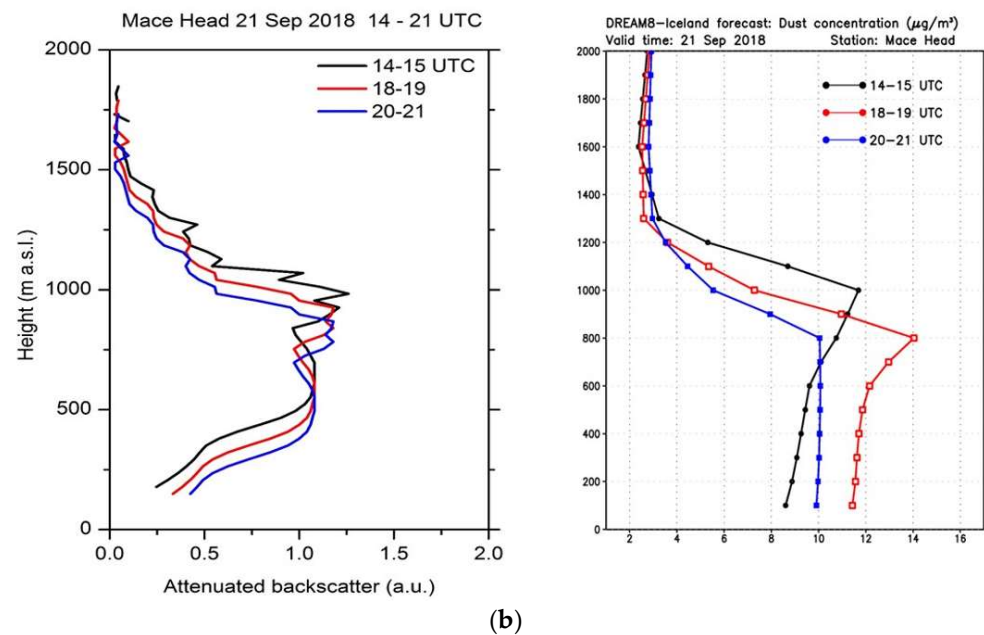 Mace Head 21 Sep 2018 14 - 21 UTC
2000
1500
1000
500
0
Height (m a.s.l.)
14-15 UTC
18-19
20-21
0.0 0.5 1.0 1.5 2.0
Attenuated backscatter (a.u.)
DREAM8-Iceland forecast: Dust concentration (μg/m³)
Valid time: 21 Sep 2018 Station: Mace Head
2000
1800
1600
1400
1200
1000
800
600
400
200
0
14-15 UTC
18-19 UTC
20-21 UTC
2 4 6 8 10 12 14 16
(b)